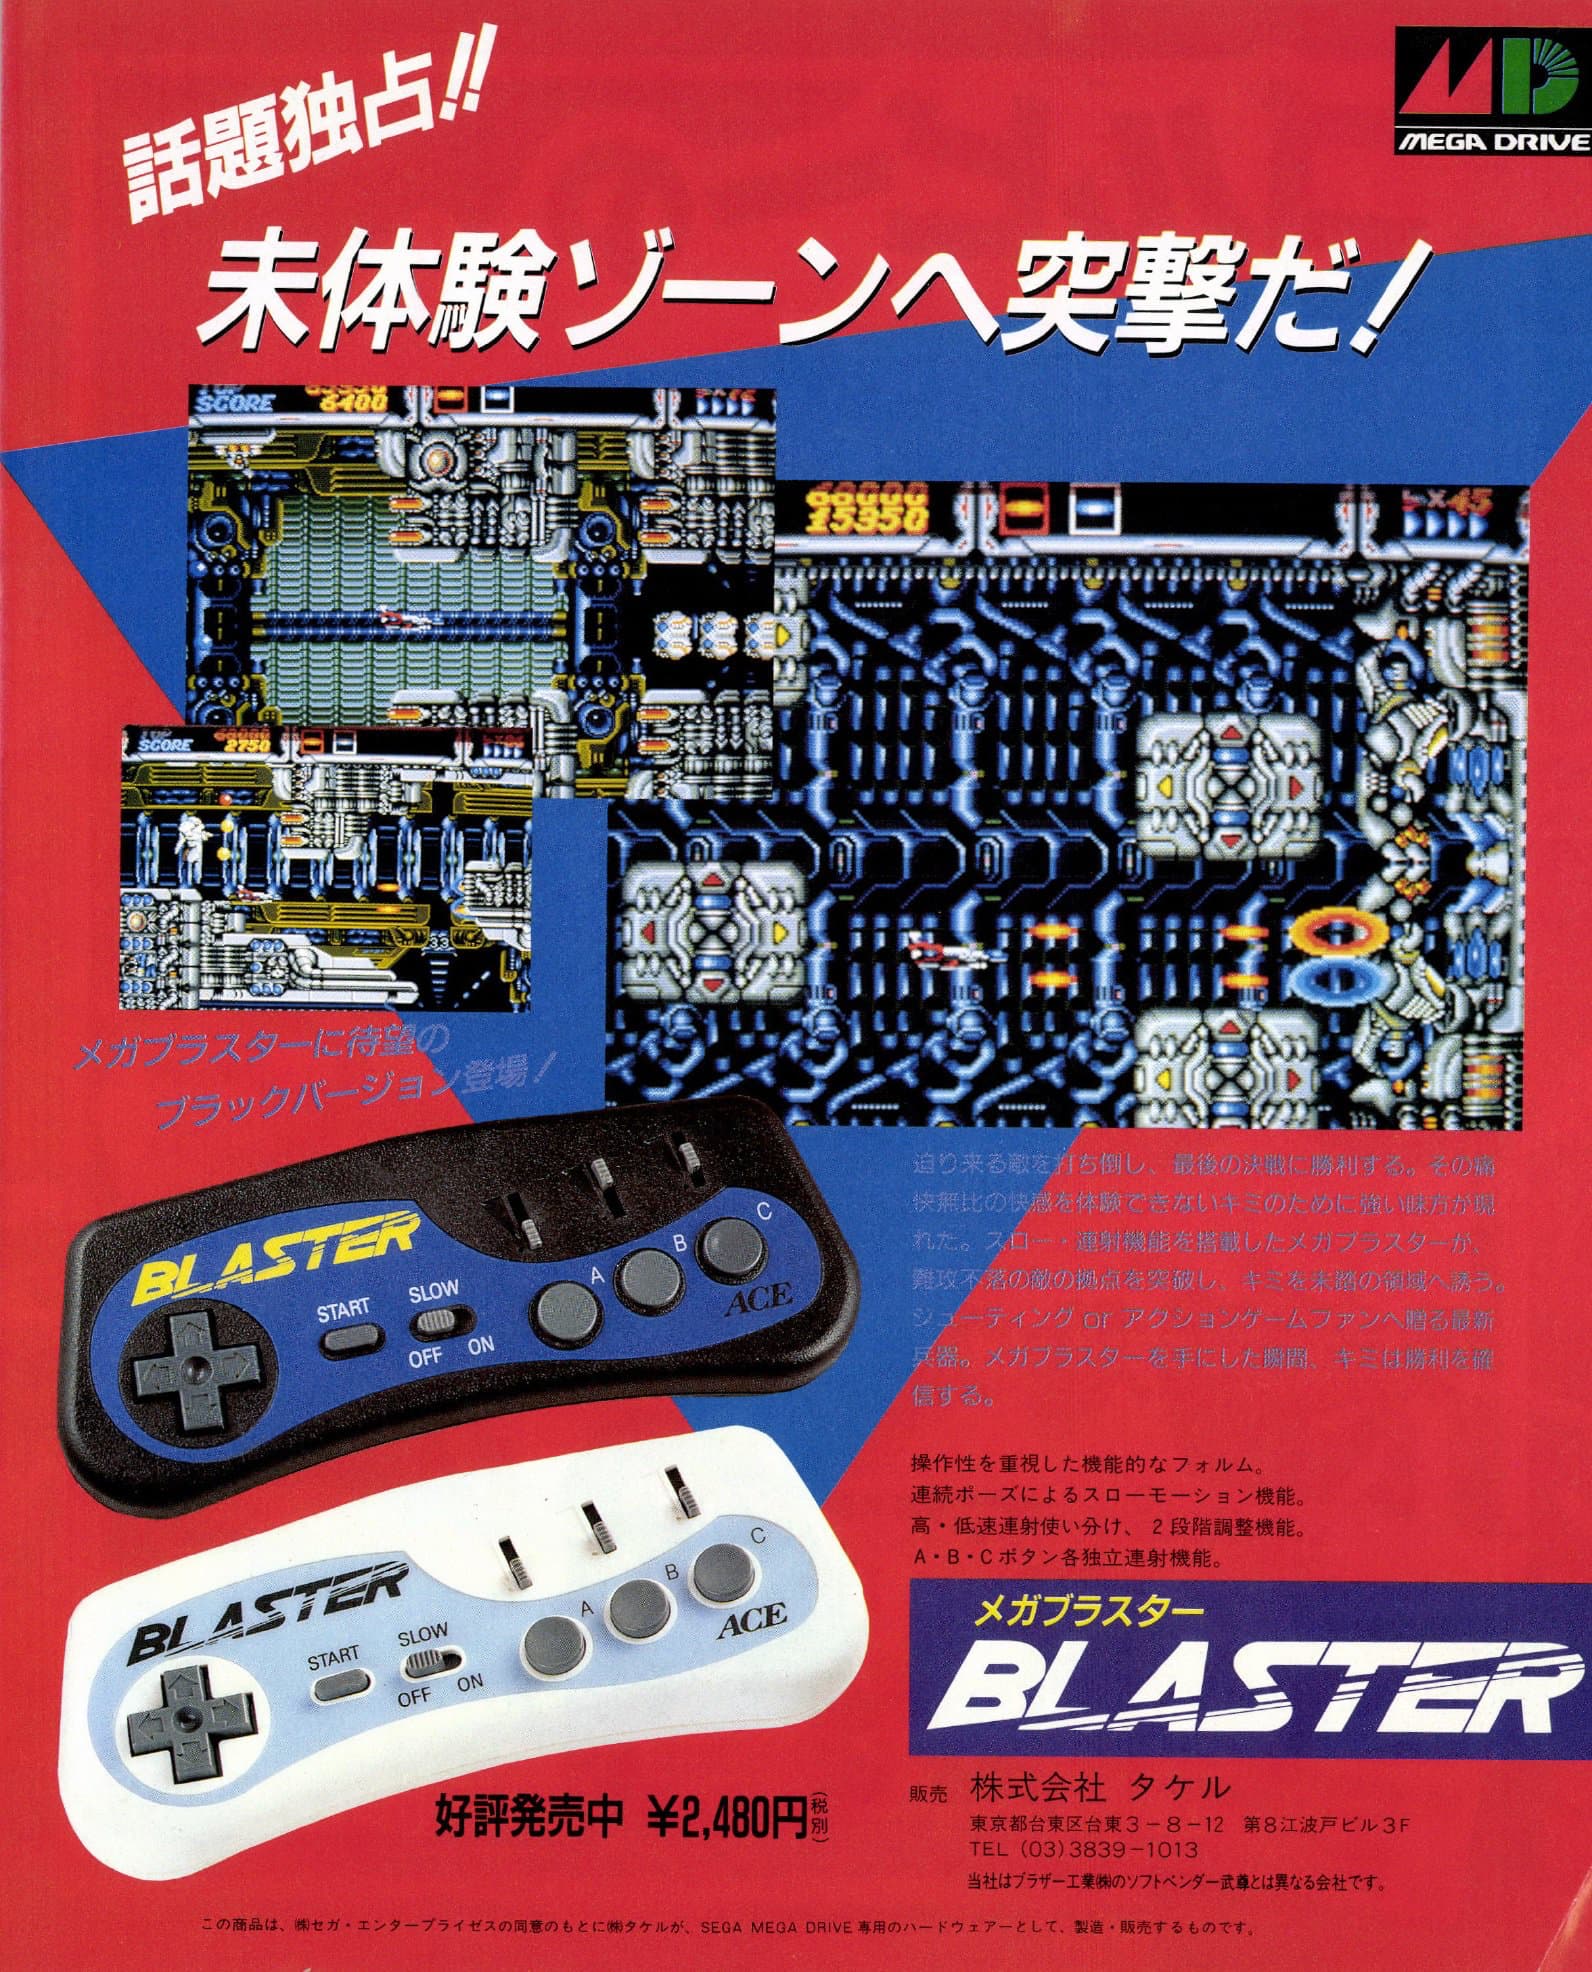 話題独占!!
MEGA DRIVE
未体験ゾーンへ突撃だ!
TOP
SCORE
6400
15350
×45
TOP
SCORE
2750
33
メガブラスターに待望の
ブラックバージョン登場!
BLASTER
START
SLOW
OFF ON
A
B
C
ACE
BLASTER
START
SLOW
OFF ON
A
B
C
ACE
迫り来る敵を打ち倒し、最後の決戦に勝利する。その痛
快無比の快感を体験できないキミのために強い味方が現
れた。スロー・連射機能を搭載したメガブラスターが、
難攻不落の敵の拠点を突破し、キミを未踏の領域へ誘う。
シューティング or アクションゲームファンへ贈る最新
兵器。メガブラスターを手にした瞬間、キミは勝利を確
信する。
操作性を重視した機能的なフォルム。
連続ポーズによるスローモーション機能。
高・低速連射使い分け、2段階調整機能。
A・B・Cボタン各独立連射機能。
メガブラスター
BLASTER
好評発売中 ¥2,480円(税別)
販売 株式会社 タケル
東京都台東区台東3-8-12 第8江波戸ビル3F
TEL (03)3839-1013
当社はブラザー工業㈱のソフトベンダー武尊とは異なる会社です。
この商品は、㈱セガ・エンタープライゼスの同意のもとに㈱タケルが、SEGA MEGA DRIVE専用のハードウェアーとして、製造・販売するものです。